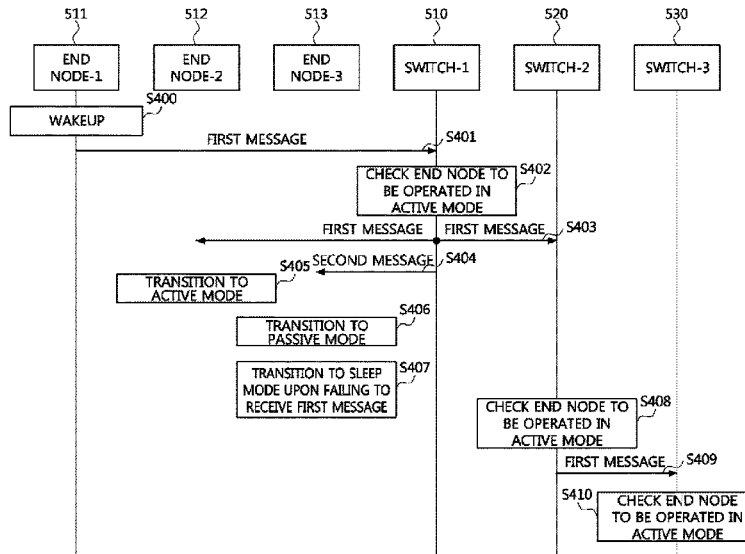 511
512
513
510
520
530
END
NODE-1
END
NODE-2
END
NODE-3
SWITCH-1
SWITCH-2
SWITCH-3
S400
WAKEUP
FIRST MESSAGE
S401
S402
CHECK END NODE TO
BE OPERATED IN
ACTIVE MODE
FIRST MESSAGE
FIRST MESSAGE
S403
SECOND MESSAGE
S404
S405
TRANSITION TO
ACTIVE MODE
S406
TRANSITION TO
PASSIVE MODE
S407
TRANSITION TO SLEEP
MODE UPON FAILING TO
RECEIVE FIRST MESSAGE
S408
CHECK END NODE TO
BE OPERATED IN
ACTIVE MODE
FIRST MESSAGE
S409
S410
CHECK END NODE
TO BE OPERATED IN
ACTIVE MODE